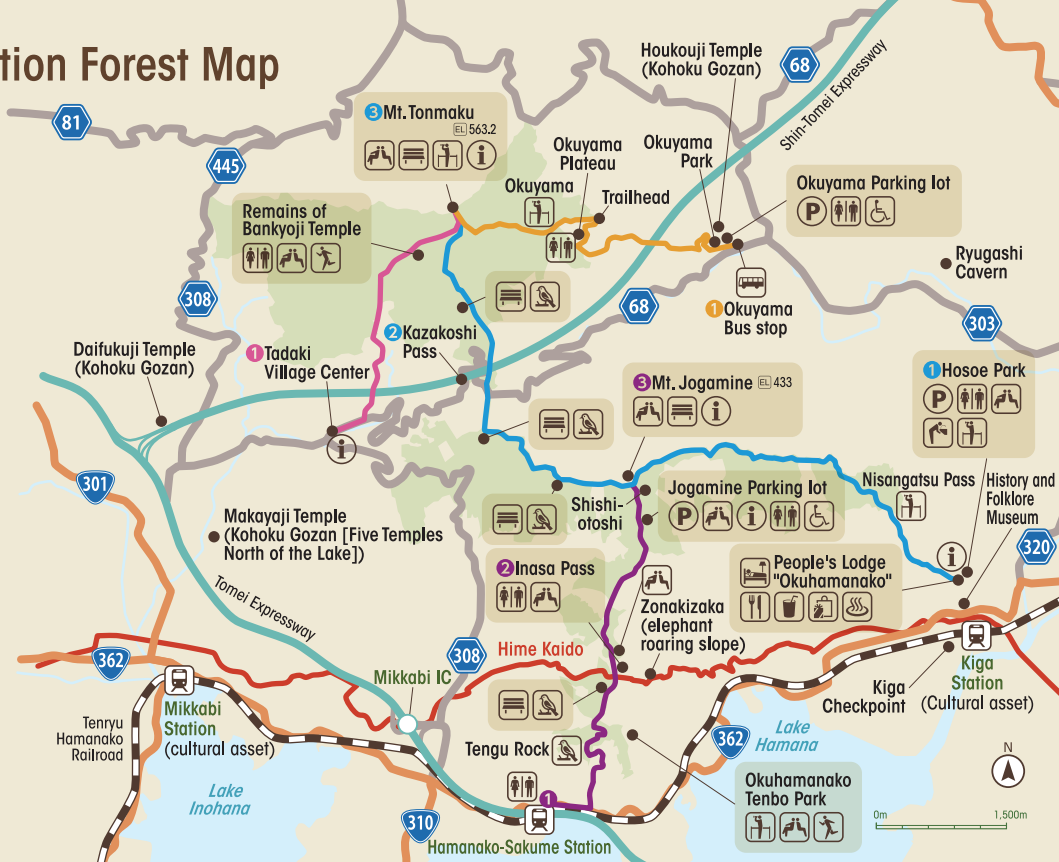 tion Forest Map
81
445
308
3 Mt. Tonmaku
EL 563.2
i
Remains of
Bankyoji Temple
Okuyama
Okuyama
Plateau
Trailhead
Okuyama
Park
Houkouji Temple
(Kohoku Gozan)
68
Shin-Tomei Expressway
Okuyama Parking lot
P
Ryugashi
Cavern
1 Okuyama
Bus stop
68
303
2 Kazakoshi
Pass
Daifukuji Temple
(Kohoku Gozan)
1 Tadaki
Village Center
i
3 Mt. Jogamine EL 433
i
1 Hosoe Park
P
301
Makayaji Temple
(Kohoku Gozan [Five Temples
North of the Lake])
Shishi-
otoshi
Jogamine Parking lot
P i
Nisangatsu Pass
History and
Folklore
Museum
320
i
People's Lodge
"Okuhamanako"
2 Inasa Pass
Zonakizaka
(elephant
roaring slope)
Tomei Expressway
Hime Kaido
308
362
Mikkabi IC
Mikkabi
Station
(cultural asset)
Tenryu
Hamanako
Railroad
Kiga
Checkpoint
Kiga
Station
(Cultural asset)
362
Lake
Hamana
Tengu Rock
Okuhamanako
Tenbo Park
Lake
Inohana
1
310
Hamanako-Sakume Station
N
0m 1,500m